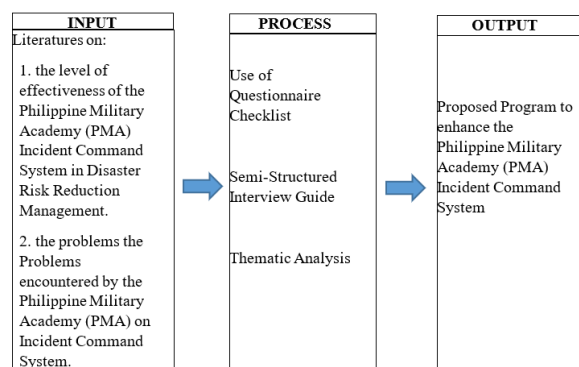 INPUT
Literatures on:
1. the level of
effectiveness of the
Philippine Military
Academy (PMA)
Incident Command
System in Disaster
Risk Reduction
Management.
2. the problems the
Problems
encountered by the
Philippine Military
Academy (PMA) on
Incident Command
System.
PROCESS
Use of
Questionnaire
Checklist
Semi-Structured
Interview Guide
Thematic Analysis
OUTPUT
Proposed Program to
enhance the
Philippine Military
Academy (PMA)
Incident Command
System